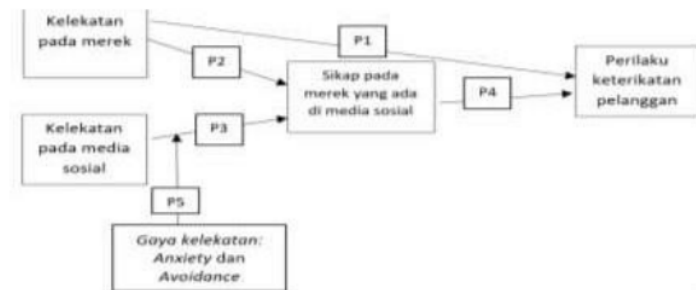 Kelekatan
pada merek
P1
P2
Sikap pada
merek yang ada
di media sosial
Perilaku
keterikatan
pelanggan
P4
Kelekatan
pada media
sosial
P3
P5
Gaya kelekatan:
Anxiety dan
Avoidance